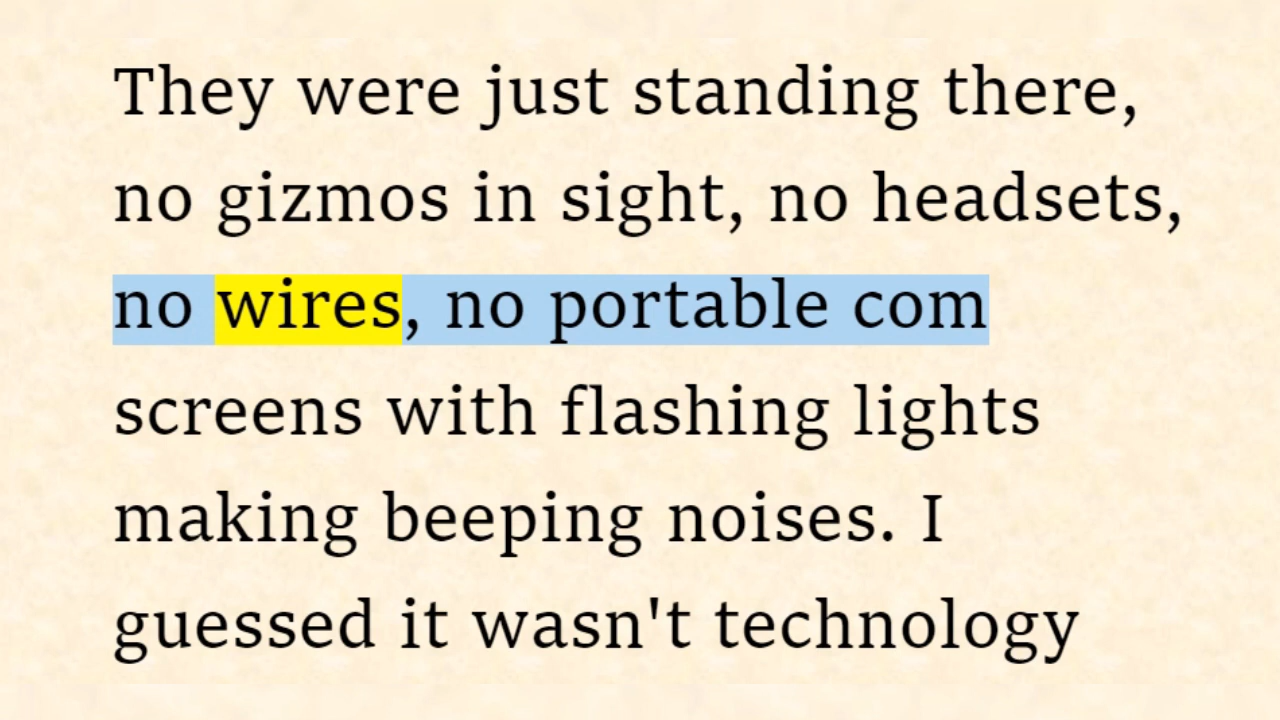 They were just standing there,
no gizmos in sight, no headsets,
no wires, no portable com
screens with flashing lights
making beeping noises. I
guessed it wasn't technology